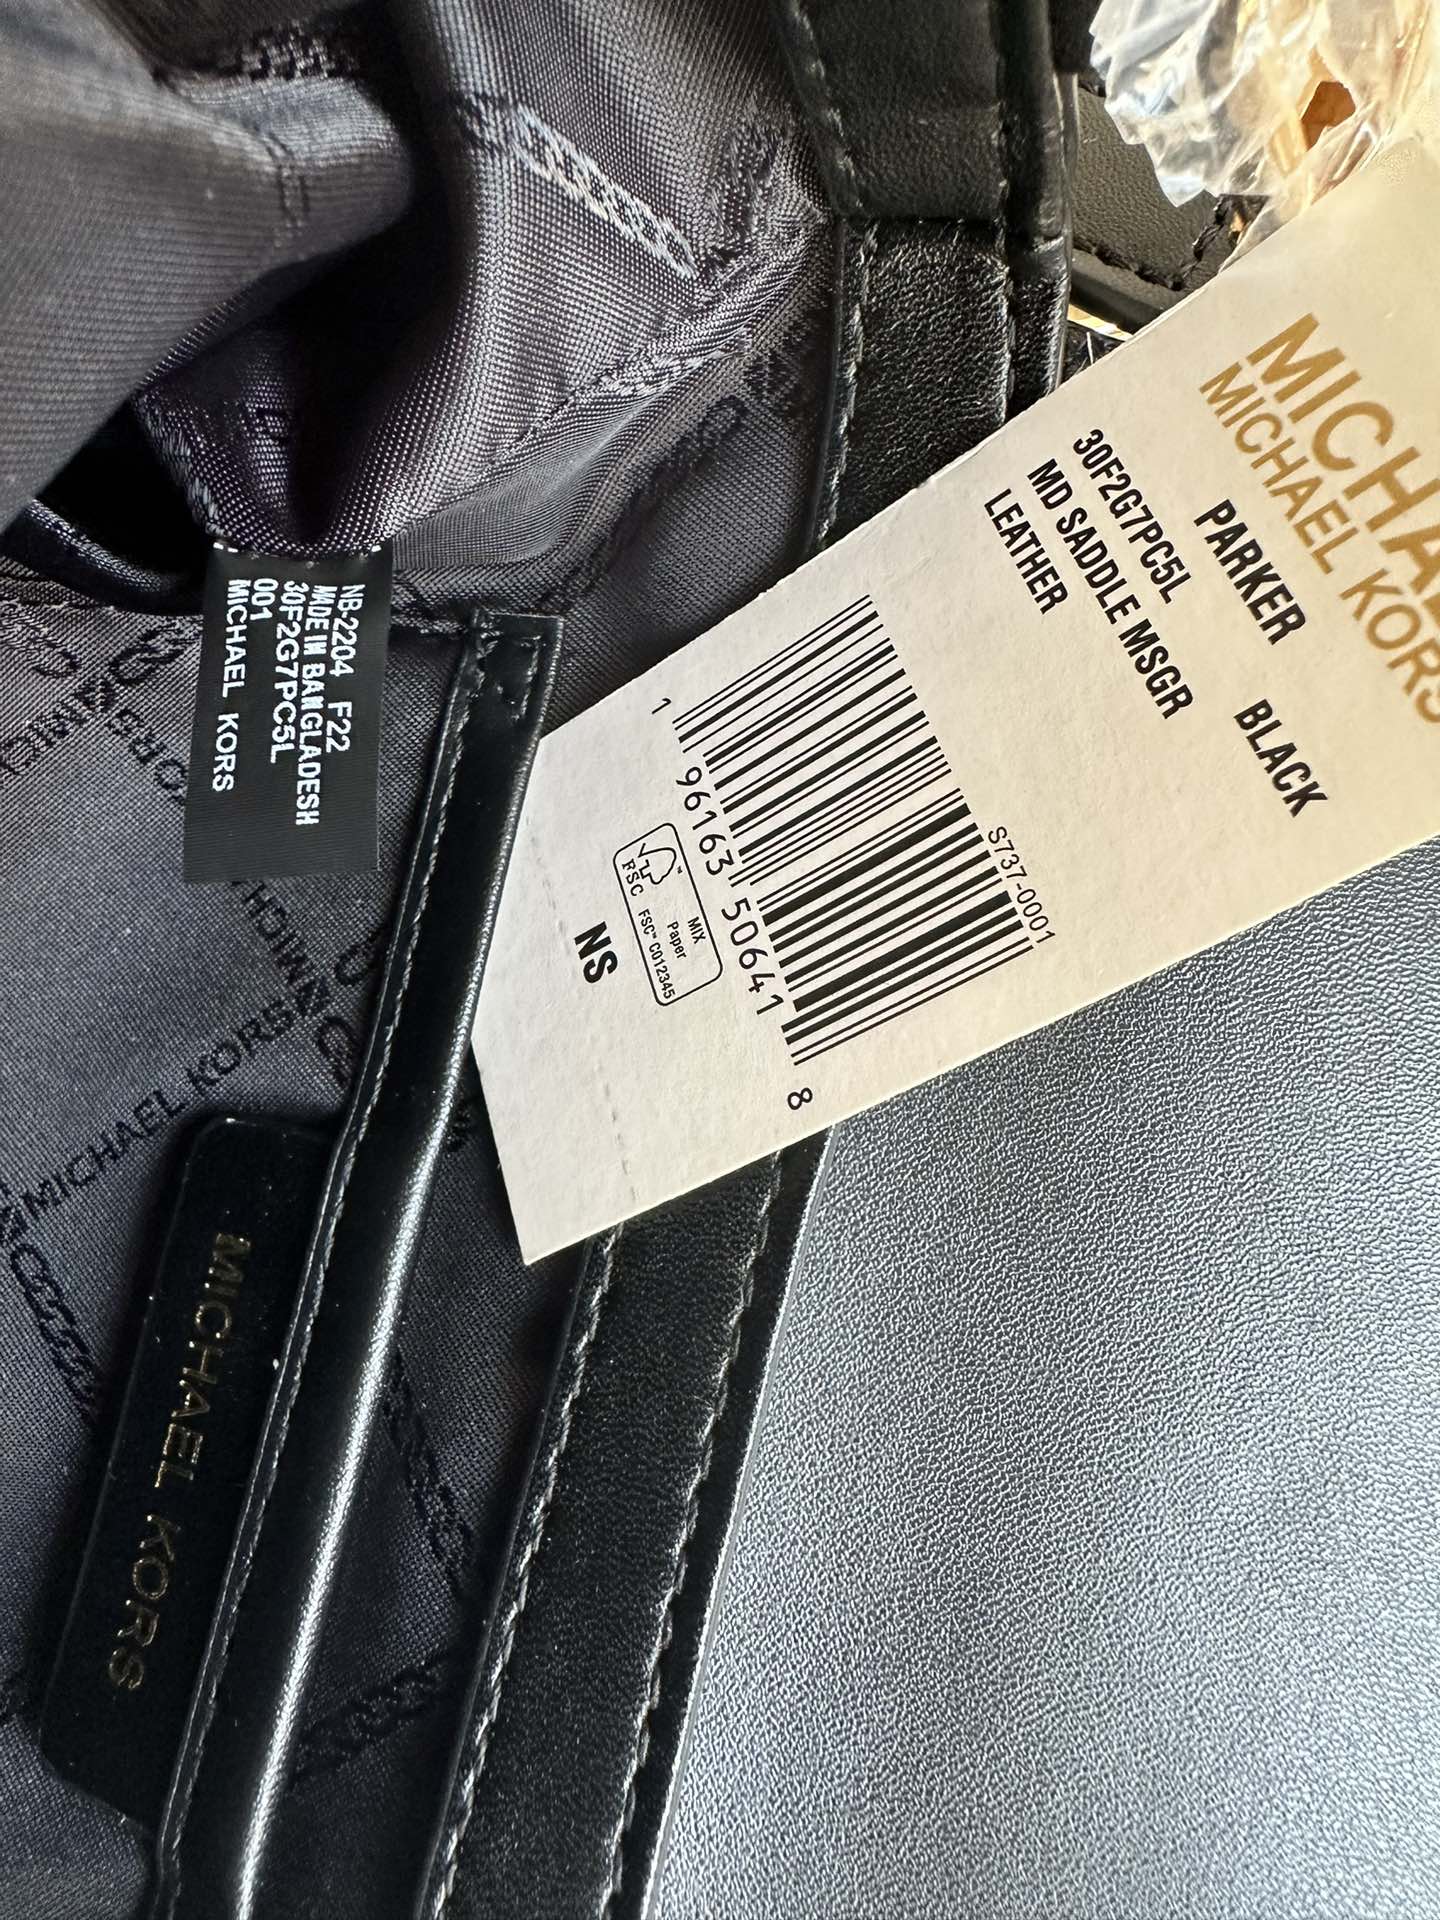 MICHAEL KORS
PARKER BLACK
30F2G7PC5L
MD SADDLE MSGR
LEATHER
S737-0001
1 96163 50641 8
FSC
MIX
Paper
FSC™ C012345
NS
NB-2204 F22
MADE IN BANGLADESH
30F2G7PC5L
001
MICHAEL KORS
MICHAEL KORS
MICHAEL KORS